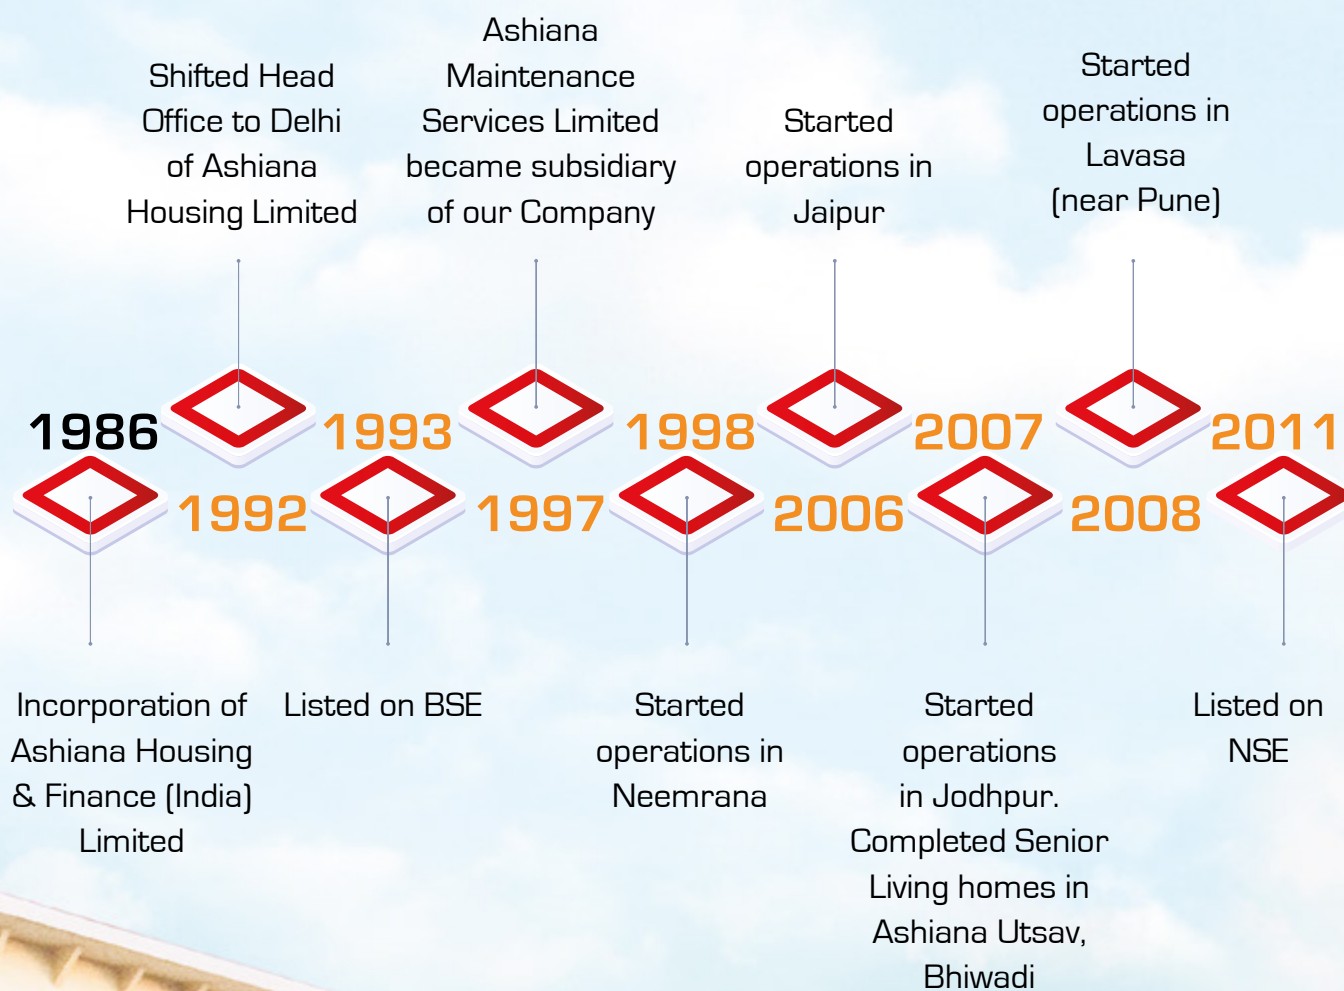 Shifted Head
Office to Delhi
of Ashiana
Housing Limited
Ashiana
Maintenance
Services Limited
became subsidiary
of our Company
Started
operations in
Jaipur
Started
operations in
Lavasa
(near Pune)
1986
1993
1998
2007
2011
1992
1997
2006
2008
Incorporation of
Ashiana Housing
& Finance (India)
Limited
Listed on BSE
Started
operations in
Neemrana
Started
operations
in Jodhpur.
Completed Senior
Living homes in
Ashiana Utsav,
Bhiwadi
Listed on
NSE